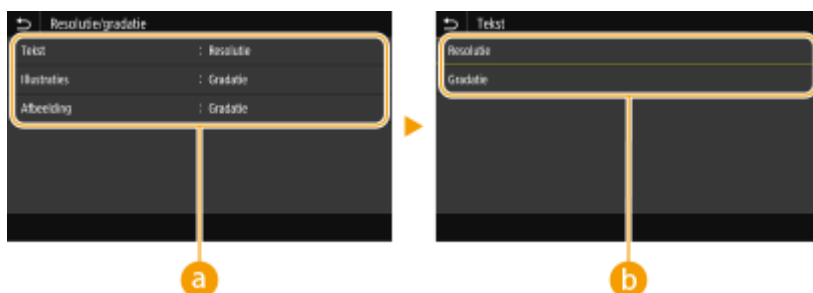 Resolutie/gradatie
Tekst : Resolutie
Illustraties : Gradatie
Afbeelding : Gradatie
a
Tekst
Resolutie
Gradatie
b